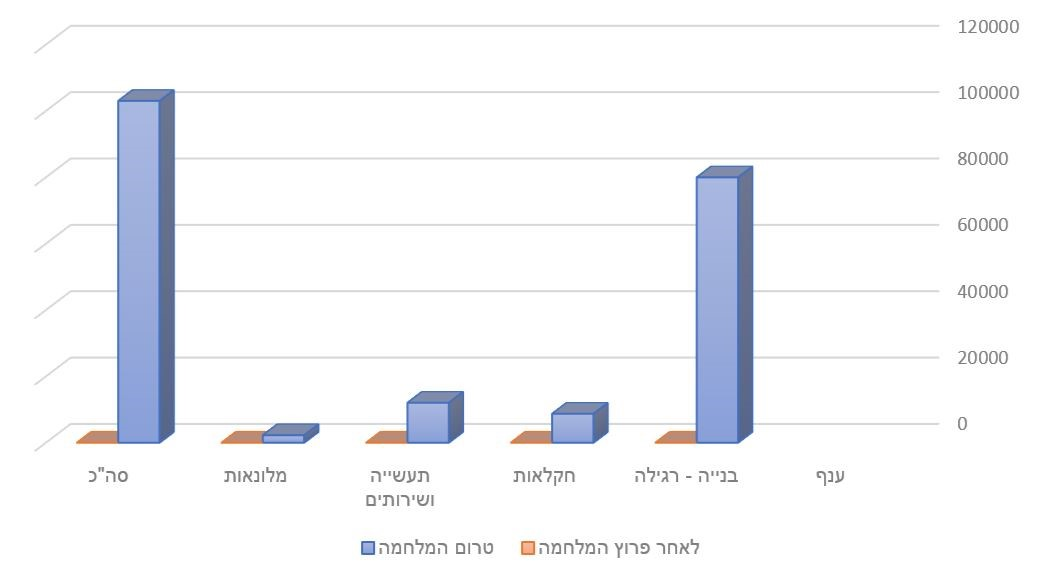 120000
100000
80000
60000
40000
20000
0
ענף
בנייה - רגילה
חקלאות
תעשייה
ושירותים
מלונאות
סה"כ
טרום המלחמה
לאחר פרוץ המלחמה